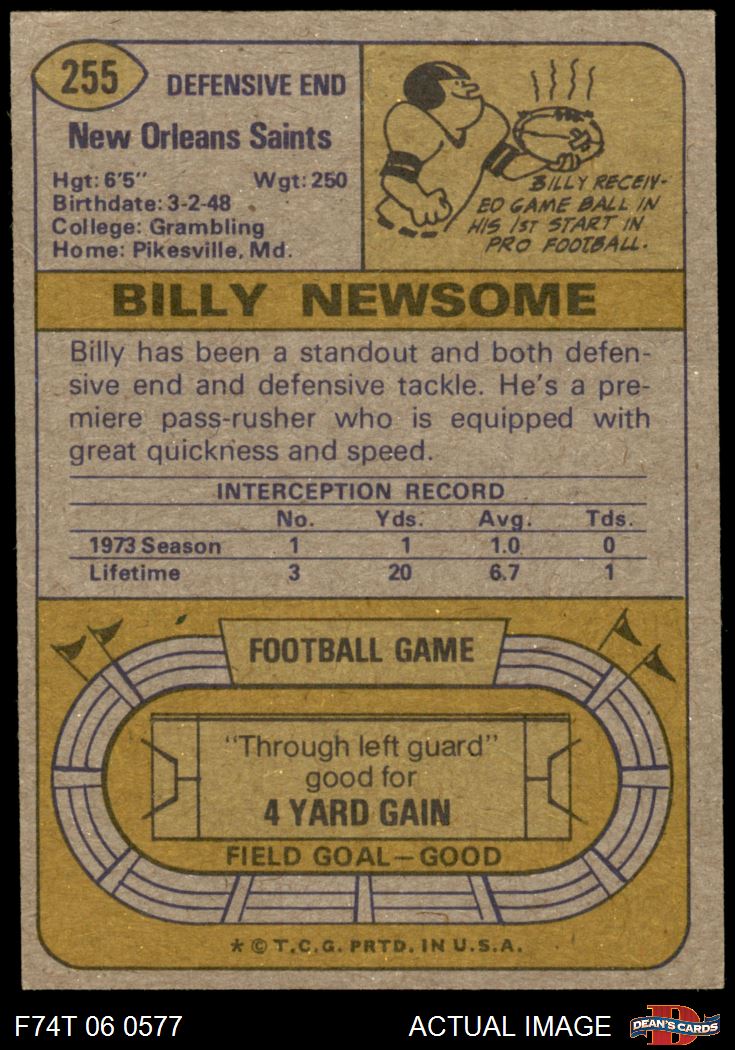 255
DEFENSIVE END
New Orleans Saints
Hgt: 6'5" Wgt: 250
Birthdate: 3-2-48
College: Grambling
Home: Pikesville, Md.
BILLY RECEIV-
ED GAME BALL IN
HIS 1ST START IN
PRO FOOTBALL.
BILLY NEWSOME
Billy has been a standout and both defen-
sive end and defensive tackle. He's a pre-
miere pass-rusher who is equipped with
great quickness and speed.
INTERCEPTION RECORD
No. Yds. Avg. Tds.
1973 Season 1 1 1.0 0
Lifetime 3 20 6.7 1
FOOTBALL GAME
"Through left guard"
good for
4 YARD GAIN
FIELD GOAL—GOOD
* © T.C.G. PRTD. IN U.S.A.
F74T 06 0577 ACTUAL IMAGE
D
DEAN'S CARDS